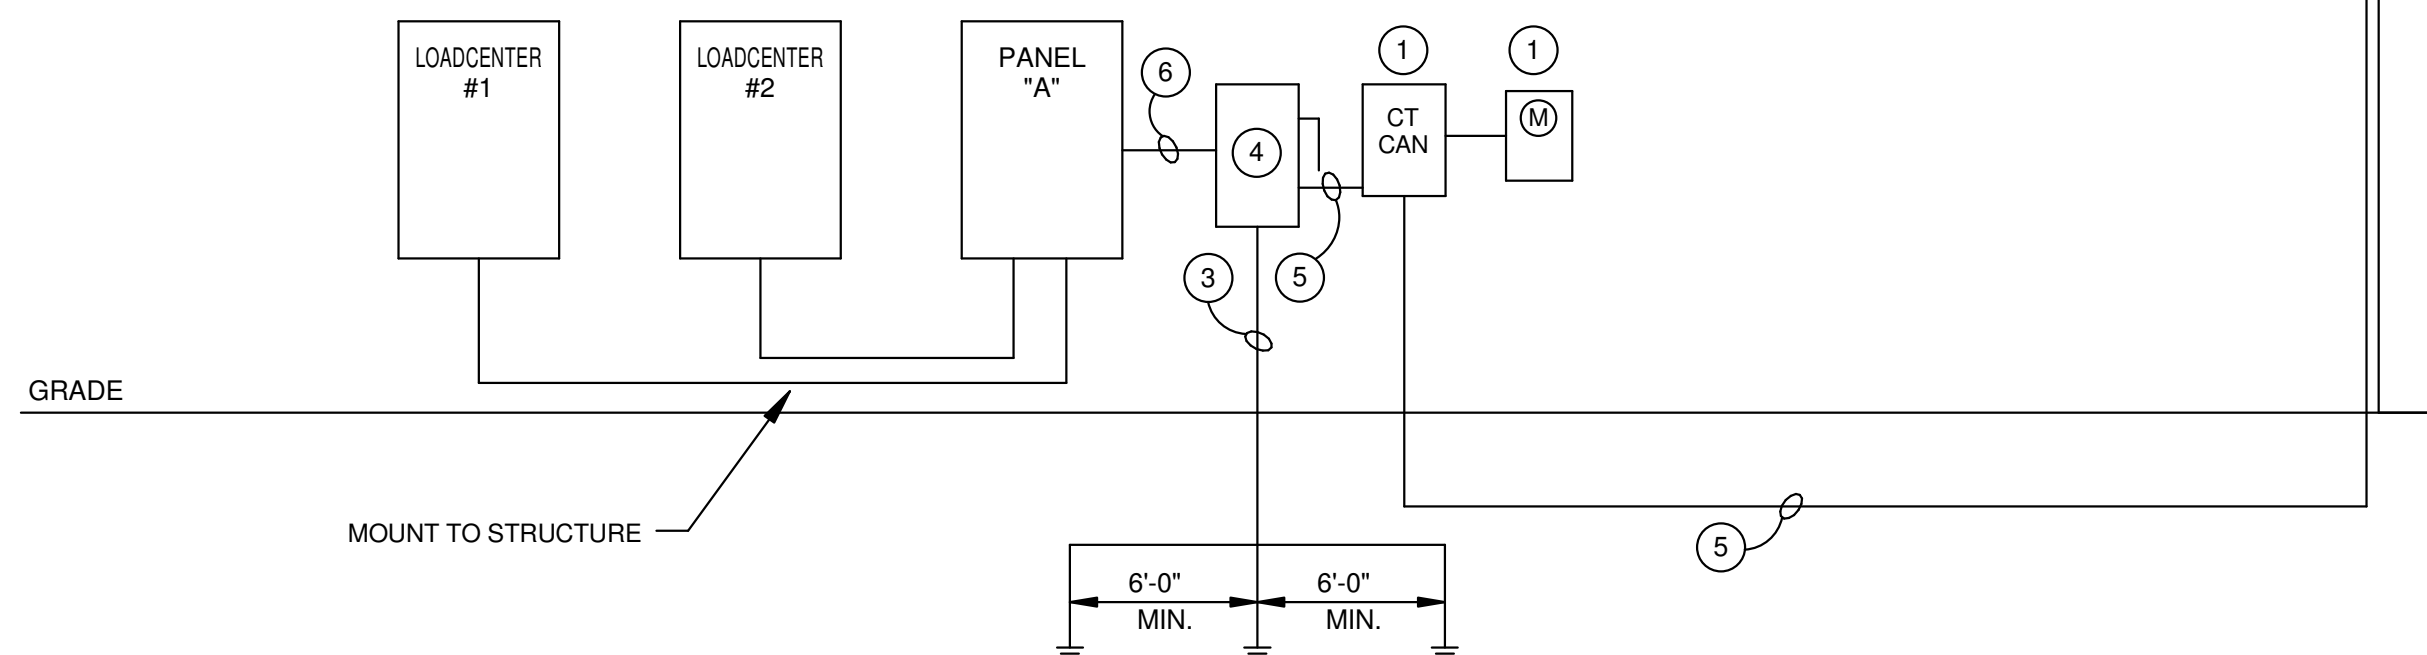 LOADCENTER
#1
LOADCENTER
#2
PANEL
"A"
6
4
1
CT
CAN
1
M
3
5
GRADE
MOUNT TO STRUCTURE
5
6'-0"
MIN.
6'-0"
MIN.